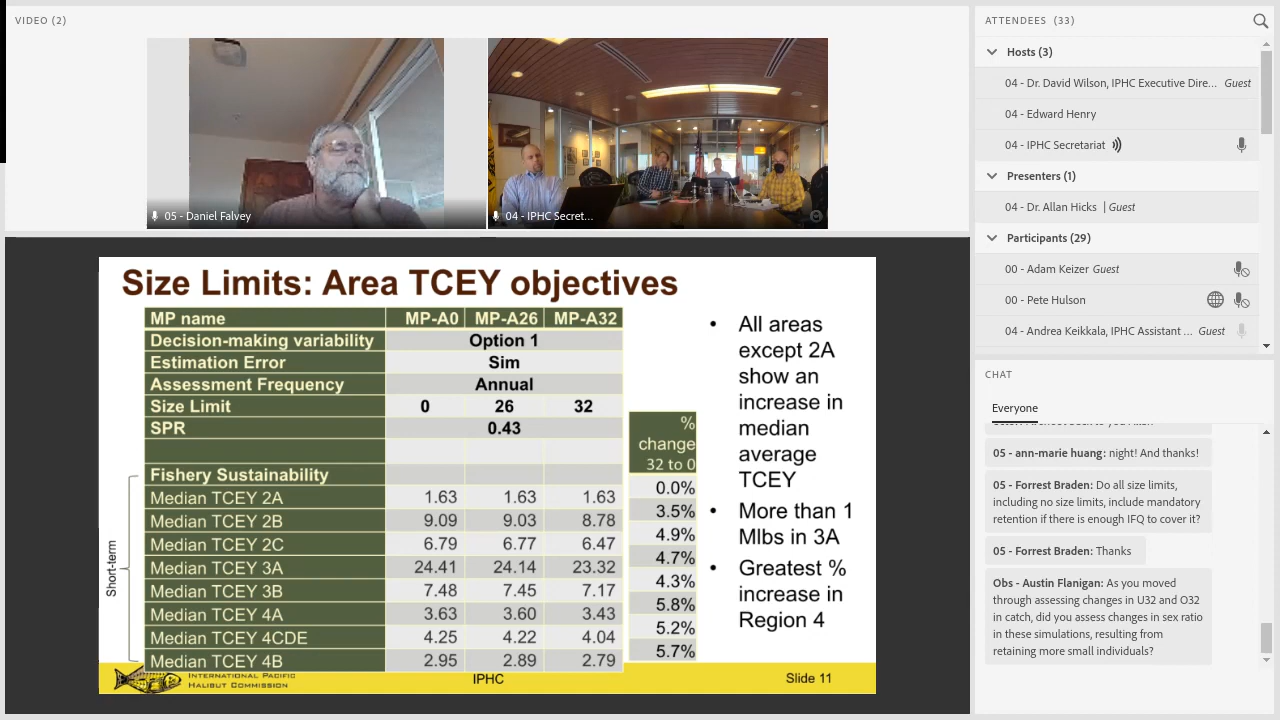 VIDEO (2)
05 - Daniel Falvey
04 - IPHC Secret...
Size Limits: Area TCEY objectives
MP name MP-A0 MP-A26 MP-A32
Decision-making variability Option 1
Estimation Error Sim
Assessment Frequency Annual
Size Limit 0 26 32
SPR 0.43
% change 32 to 0
Fishery Sustainability
Short-term
Median TCEY 2A 1.63 1.63 1.63 0.0%
Median TCEY 2B 9.09 9.03 8.78 3.5%
Median TCEY 2C 6.79 6.77 6.47 4.9%
Median TCEY 3A 24.41 24.14 23.32 4.7%
Median TCEY 3B 7.48 7.45 7.17 4.3%
Median TCEY 4A 3.63 3.60 3.43 5.8%
Median TCEY 4CDE 4.25 4.22 4.04 5.2%
Median TCEY 4B 2.95 2.89 2.79 5.7%
• All areas
except 2A
show an
increase in
median
average
TCEY
• More than 1
Mlbs in 3A
• Greatest %
increase in
Region 4
International Pacific
Halibut Commission
IPHC
Slide 11
ATTENDEES (33)
Hosts (3)
04 - Dr. David Wilson, IPHC Executive Dire... Guest
04 - Edward Henry
04 - IPHC Secretariat
Presenters (1)
04 - Dr. Allan Hicks | Guest
Participants (29)
00 - Adam Keizer Guest
00 - Pete Hulson
04 - Andrea Keikkala, IPHC Assistant ... Guest
CHAT
Everyone
05 - ann-marie huang: night! And thanks!
05 - Forrest Braden: Do all size limits,
including no size limits, include mandatory
retention if there is enough IFQ to cover it?
05 - Forrest Braden: Thanks
Obs - Austin Flanigan: As you moved
through assessing changes in U32 and O32
in catch, did you assess changes in sex ratio
in these simulations, resulting from
retaining more small individuals?